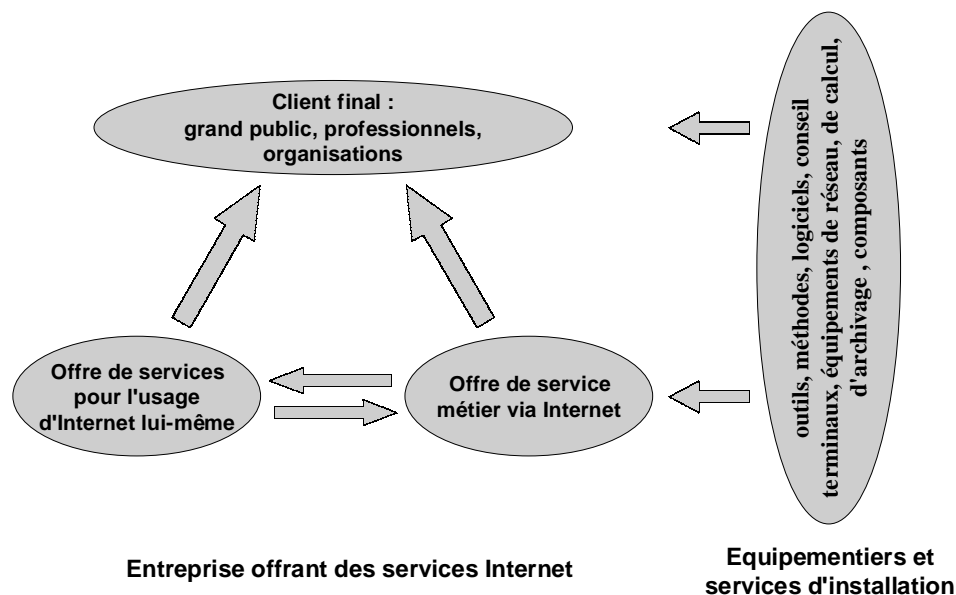 Client final :
grand public, professionnels,
organisations
Offre de services
pour l'usage
d'Internet lui-même
Offre de service
métier via Internet
outils, méthodes, logiciels, conseil
terminaux, équipements de réseau, de calcul,
d'archivage , composants
Entreprise offrant des services Internet
Equipementiers et
services d'installation